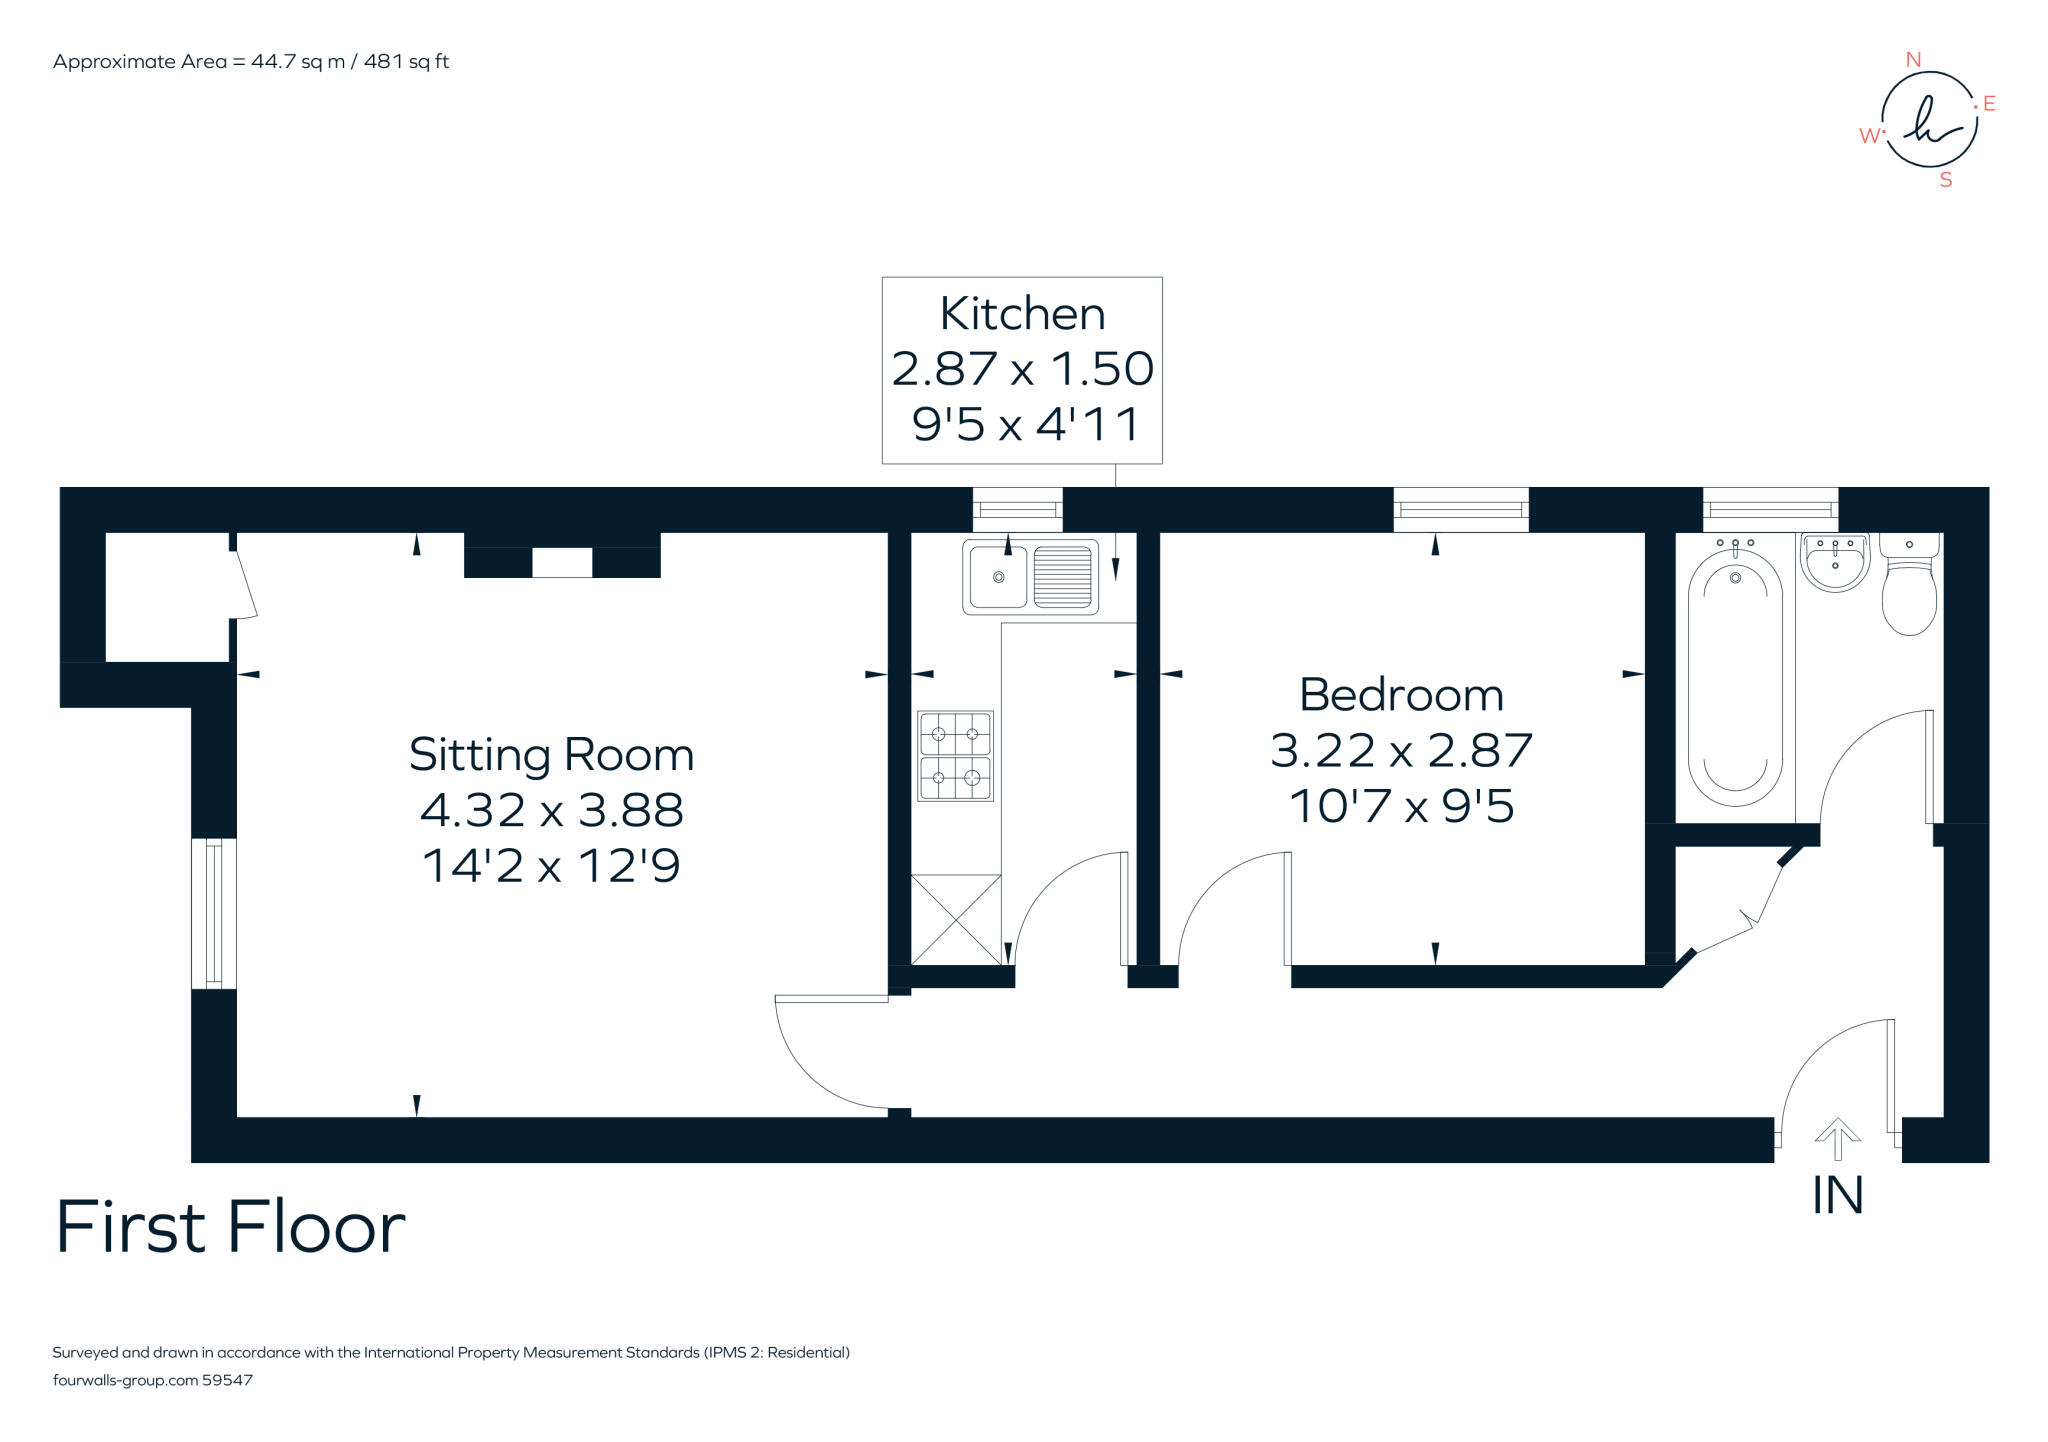 Approximate Area = 44.7 sq m / 481 sq ft
N
E
W
S
Kitchen
2.87 x 1.50
9'5 x 4'11
Sitting Room
4.32 x 3.88
14'2 x 12'9
Bedroom
3.22 x 2.87
10'7 x 9'5
IN
First Floor
Surveyed and drawn in accordance with the International Property Measurement Standards (IPMS 2: Residential)
fourwalls-group.com 59547